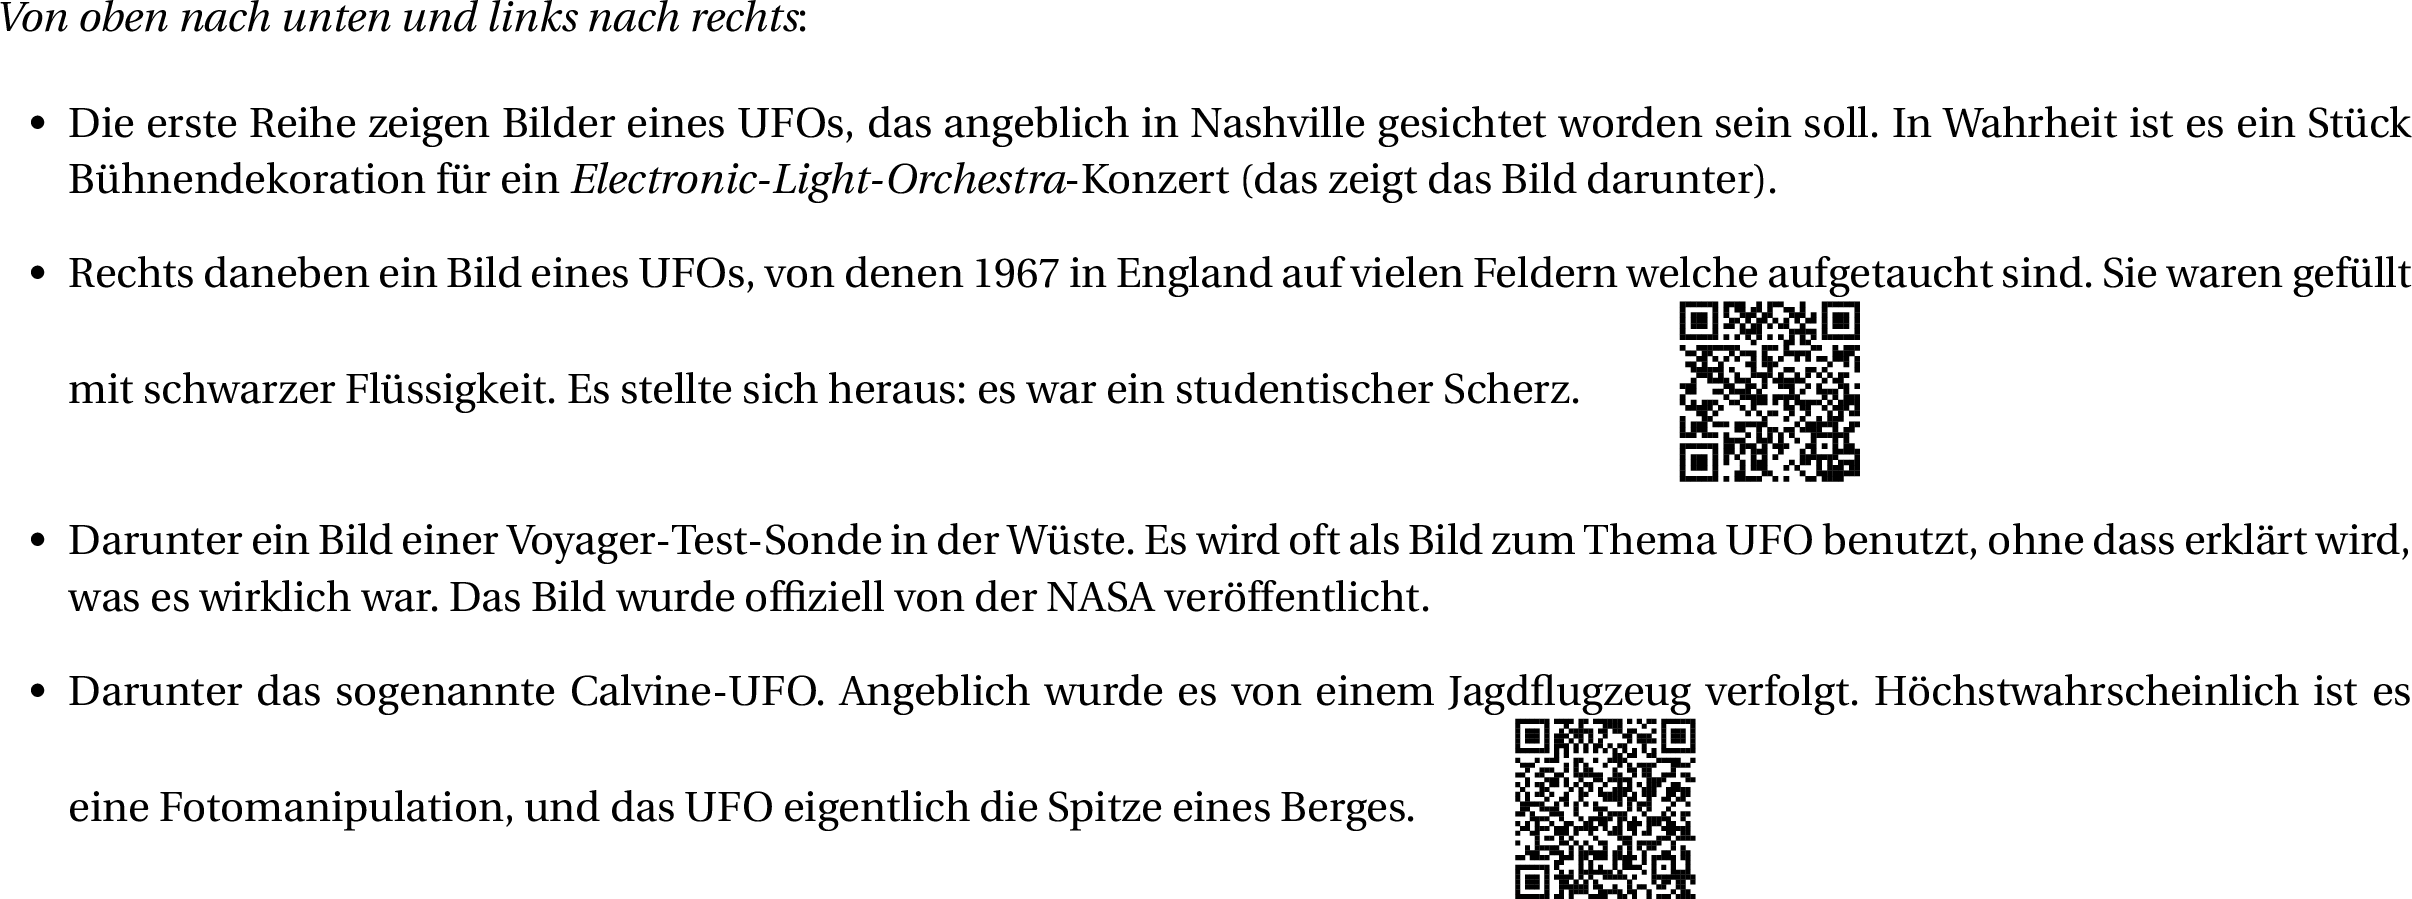 Von oben nach unten und links nach rechts:
• Die erste Reihe zeigen Bilder eines UFOs, das angeblich in Nashville gesichtet worden sein soll. In Wahrheit ist es ein Stück
Bühnendekoration für ein Electronic-Light-Orchestra-Konzert (das zeigt das Bild darunter).
• Rechts daneben ein Bild eines UFOs, von denen 1967 in England auf vielen Feldern welche aufgetaucht sind. Sie waren gefüllt
mit schwarzer Flüssigkeit. Es stellte sich heraus: es war ein studentischer Scherz.
• Darunter ein Bild einer Voyager-Test-Sonde in der Wüste. Es wird oft als Bild zum Thema UFO benutzt, ohne dass erklärt wird,
was es wirklich war. Das Bild wurde offiziell von der NASA veröffentlicht.
• Darunter das sogenannte Calvine-UFO. Angeblich wurde es von einem Jagdflugzeug verfolgt. Höchstwahrscheinlich ist es
eine Fotomanipulation, und das UFO eigentlich die Spitze eines Berges.